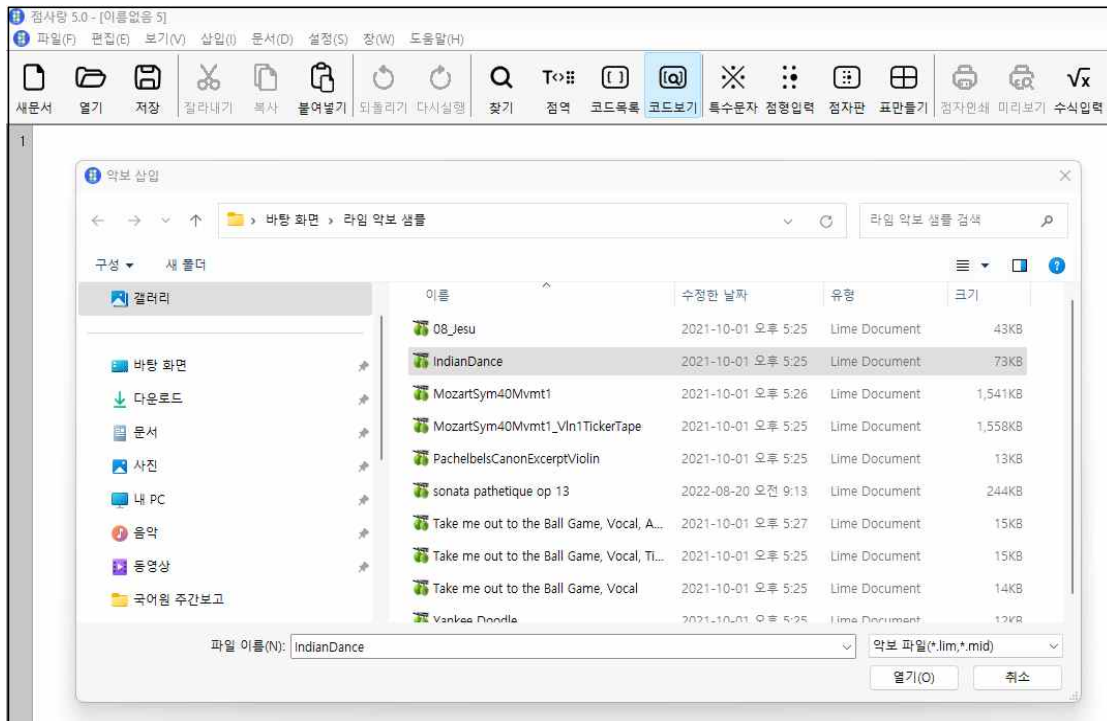 점사랑 5.0 - [이름없음 5]
파일(F) 편집(E) 보기(V) 삽입(I) 문서(D) 설정(S) 창(W) 도움말(H)
새문서 열기 저장 잘라내기 복사 붙여넣기 되돌리기 다시실행 찾기 점역 코드목록 코드보기 특수문자 점형입력 점자판 표만들기 점자인쇄 미리보기 수식입력
1
악보 삽입
바탕 화면 › 라임 악보 샘플 라임 악보 샘플 검색
구성 새 폴더
갤러리
바탕 화면
다운로드
문서
사진
내 PC
음악
동영상
국어원 주간보고
이름 수정한 날짜 유형 크기
08_Jesu 2021-10-01 오후 5:25 Lime Document 43KB
IndianDance 2021-10-01 오후 5:25 Lime Document 73KB
MozartSym40Mvmt1 2021-10-01 오후 5:26 Lime Document 1,541KB
MozartSym40Mvmt1_Vln1TickerTape 2021-10-01 오후 5:25 Lime Document 1,558KB
PachelbelsCanonExcerptViolin 2021-10-01 오후 5:25 Lime Document 13KB
sonata pathetique op 13 2022-08-20 오전 9:13 Lime Document 244KB
Take me out to the Ball Game, Vocal, A... 2021-10-01 오후 5:27 Lime Document 15KB
Take me out to the Ball Game, Vocal, Ti... 2021-10-01 오후 5:25 Lime Document 15KB
Take me out to the Ball Game, Vocal 2021-10-01 오후 5:25 Lime Document 14KB
Yankee Doodle 2021-10-01 오후 5:25 Lime Document 12KB
파일 이름(N): IndianDance 악보 파일(*.lim,*.mid)
열기(O) 취소